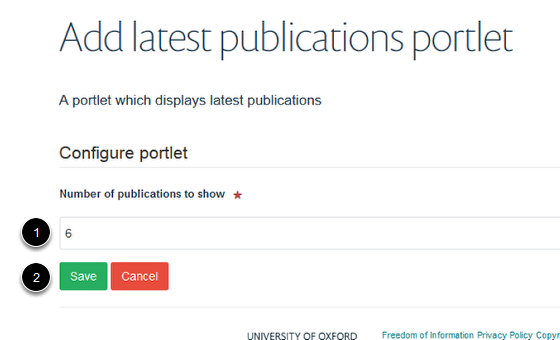 Add latest publications portlet
A portlet which displays latest publications
Configure portlet
Number of publications to show ★
1
6
2
Save Cancel
UNIVERSITY OF OXFORD Freedom of Information Privacy Policy Copyr